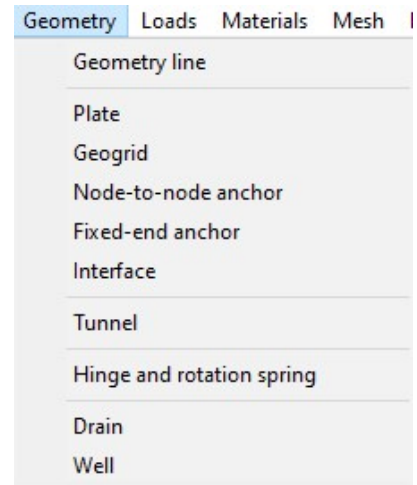 Geometry Loads Materials Mesh
Geometry line
Plate
Geogrid
Node-to-node anchor
Fixed-end anchor
Interface
Tunnel
Hinge and rotation spring
Drain
Well